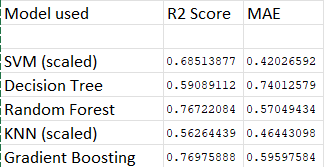 Model used R2 Score MAE
SVM (scaled) 0.68513877 0.42026592
Decision Tree 0.59089112 0.74012579
Random Forest 0.76722084 0.57049434
KNN (scaled) 0.56264439 0.46443098
Gradient Boosting 0.76975888 0.59597584